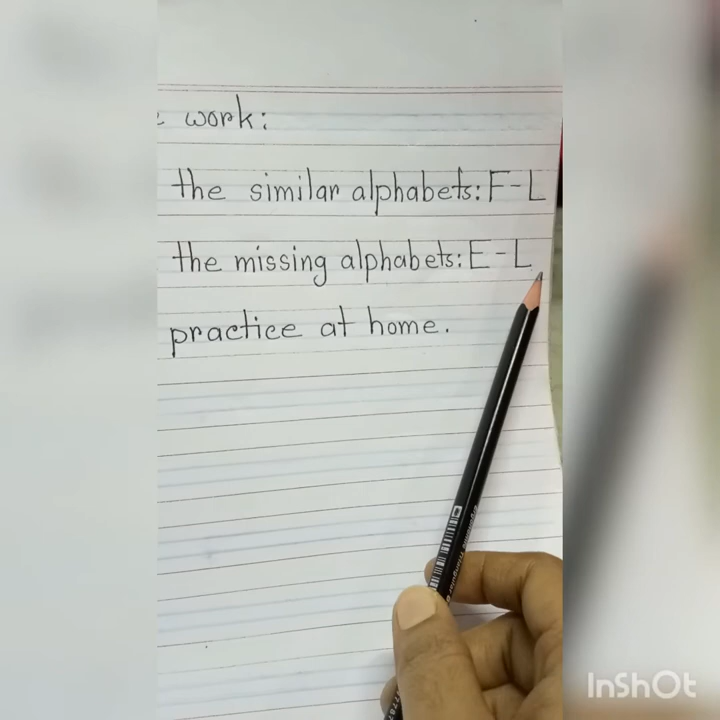 work:
the similar alphabets: F-L
the missing alphabets: E-L
practice at home.
InShOt